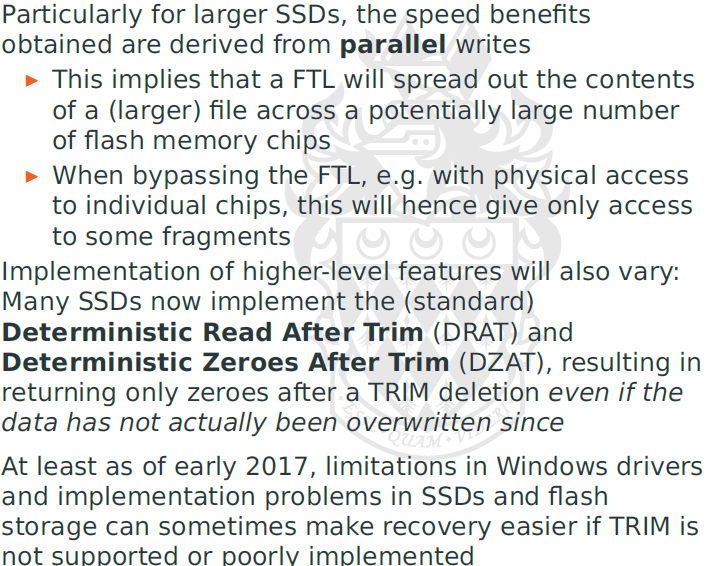 Particularly for larger SSDs, the speed benefits
obtained are derived from parallel writes
► This implies that a FTL will spread out the contents
of a (larger) file across a potentially large number
of flash memory chips
► When bypassing the FTL, e.g. with physical access
to individual chips, this will hence give only access
to some fragments
Implementation of higher-level features will also vary:
Many SSDs now implement the (standard)
Deterministic Read After Trim (DRAT) and
Deterministic Zeroes After Trim (DZAT), resulting in
returning only zeroes after a TRIM deletion even if the
data has not actually been overwritten since
At least as of early 2017, limitations in Windows drivers
and implementation problems in SSDs and flash
storage can sometimes make recovery easier if TRIM is
not supported or poorly implemented